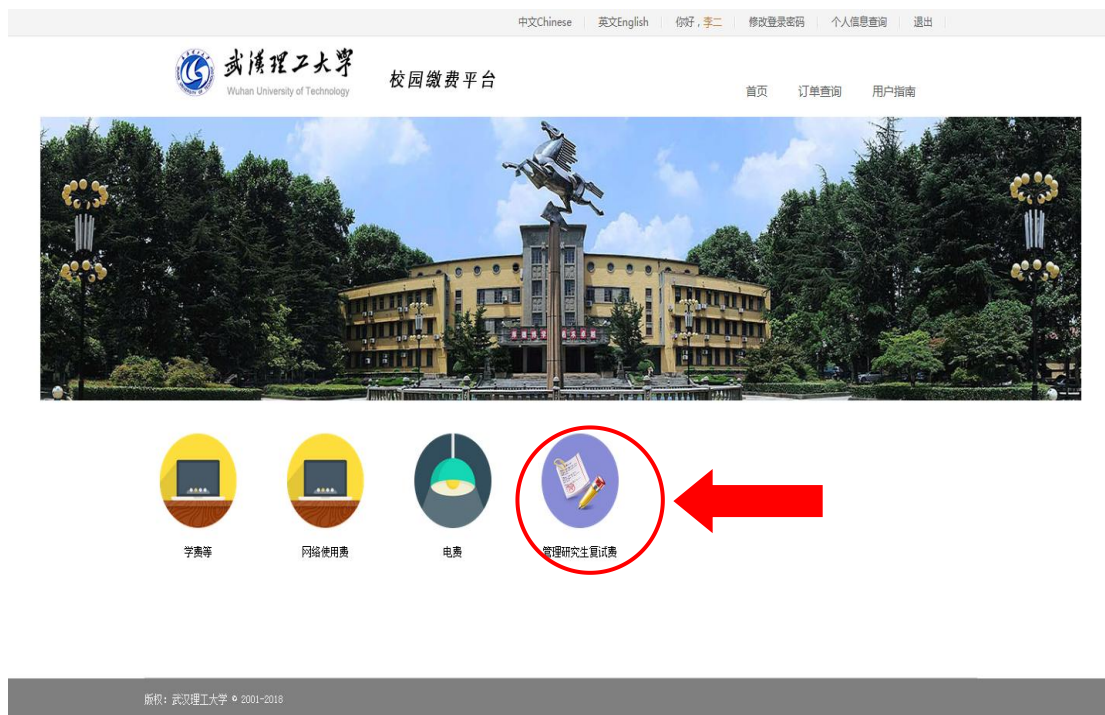 中文Chinese 英文English 你好，李二 修改登录密码 个人信息查询 退出
武汉理工大学
Wuhan University of Technology
校园缴费平台
首页 订单查询 用户指南
学费等 网络使用费 电费 管理研究生复试费
版权：武汉理工大学 © 2001-2018